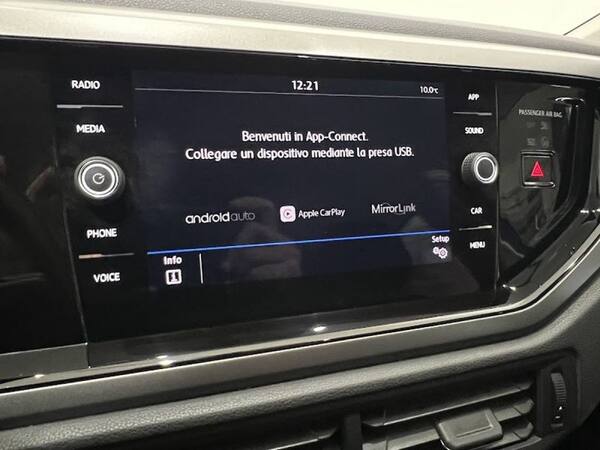 RADIO
MEDIA
PHONE
VOICE
12:21
10.0°C
Benvenuti in App-Connect.
Collegare un dispositivo mediante la presa USB.
androidauto
Apple CarPlay
MirrorLink
Info
Setup
APP
SOUND
CAR
MENU
PASSENGER AIR BAG